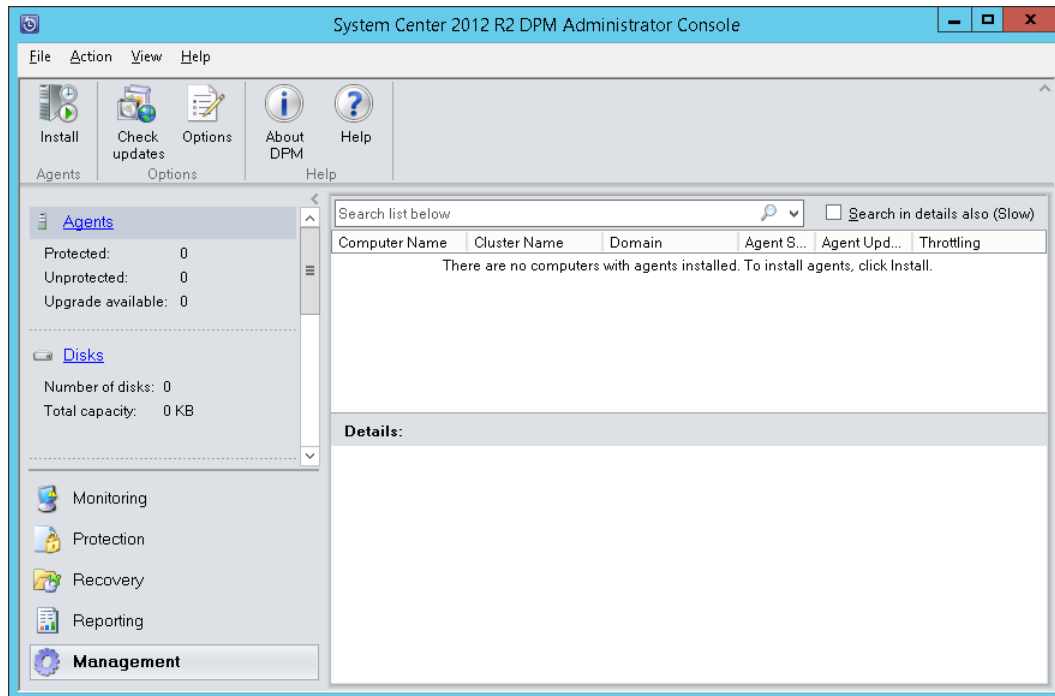 System Center 2012 R2 DPM Administrator Console
File Action View Help
Install
Check updates
Options
About DPM
Help
Agents
Options
Help
Agents
Protected: 0
Unprotected: 0
Upgrade available: 0
Disks
Number of disks: 0
Total capacity: 0 KB
Monitoring
Protection
Recovery
Reporting
Management
Search list below
Search in details also (Slow)
Computer Name Cluster Name Domain Agent S... Agent Upd... Throttling
There are no computers with agents installed. To install agents, click Install.
Details: